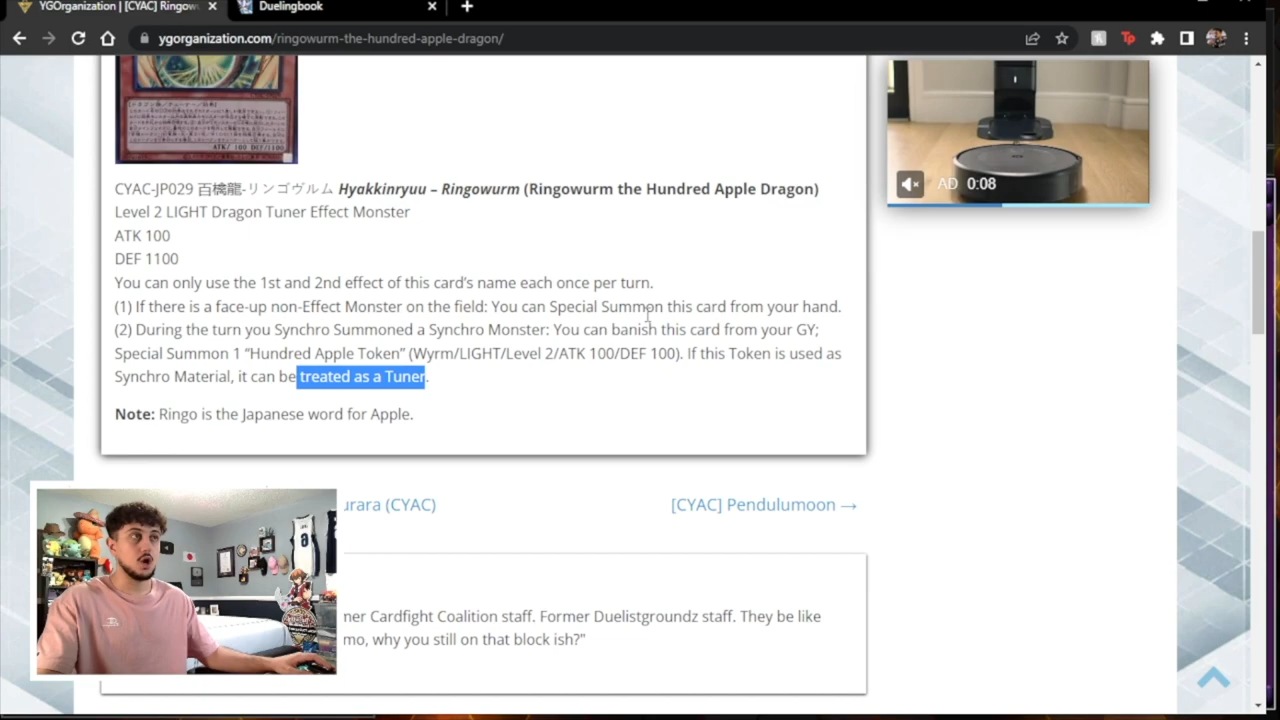 YGOrganization | [CYAC] Ringow
Duelingbook
ygorganization.com/ringowurm-the-hundred-apple-dragon/
ATK/ 100 DEF/1100
AD 0:08
CYAC-JP029 百檎龍-リンゴヴルム Hyakkinryuu – Ringowurm (Ringowurm the Hundred Apple Dragon)
Level 2 LIGHT Dragon Tuner Effect Monster
ATK 100
DEF 1100
You can only use the 1st and 2nd effect of this card's name each once per turn.
(1) If there is a face-up non-Effect Monster on the field: You can Special Summon this card from your hand.
(2) During the turn you Synchro Summoned a Synchro Monster: You can banish this card from your GY;
Special Summon 1 “Hundred Apple Token” (Wyrm/LIGHT/Level 2/ATK 100/DEF 100). If this Token is used as
Synchro Material, it can be treated as a Tuner.
Note: Ringo is the Japanese word for Apple.
urara (CYAC)
[CYAC] Pendulumoon →
ner Cardfight Coalition staff. Former Duelistgroundz staff. They be like
mo, why you still on that block ish?"